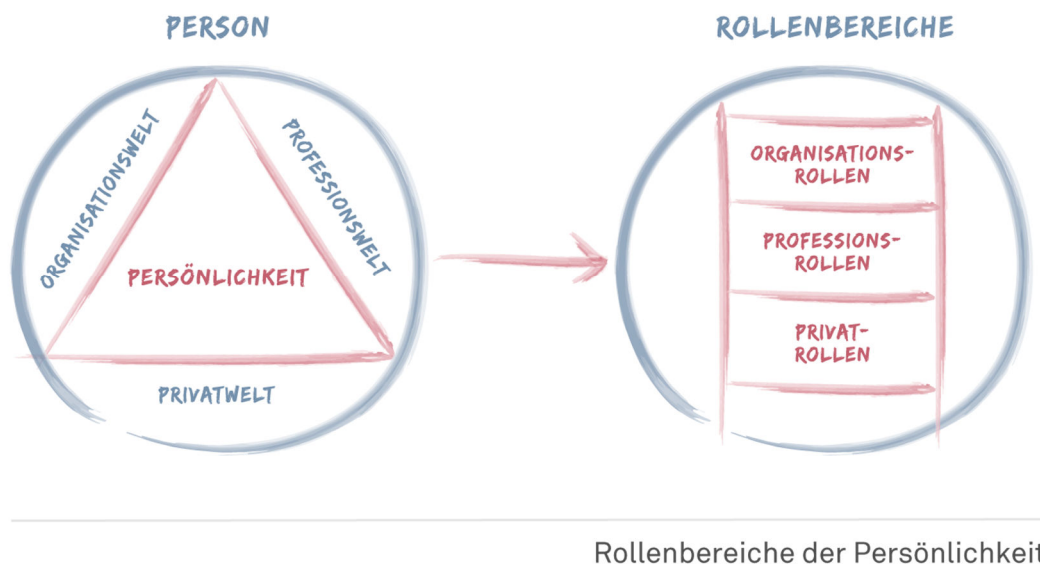 PERSON
ORGANISATIONSWELT
PROFESSIONSWELT
PERSÖNLICHKEIT
PRIVATWELT
ROLLENBEREICHE
ORGANISATIONS-
ROLLEN
PROFESSIONS-
ROLLEN
PRIVAT-
ROLLEN
Rollenbereiche der Persönlichkeit